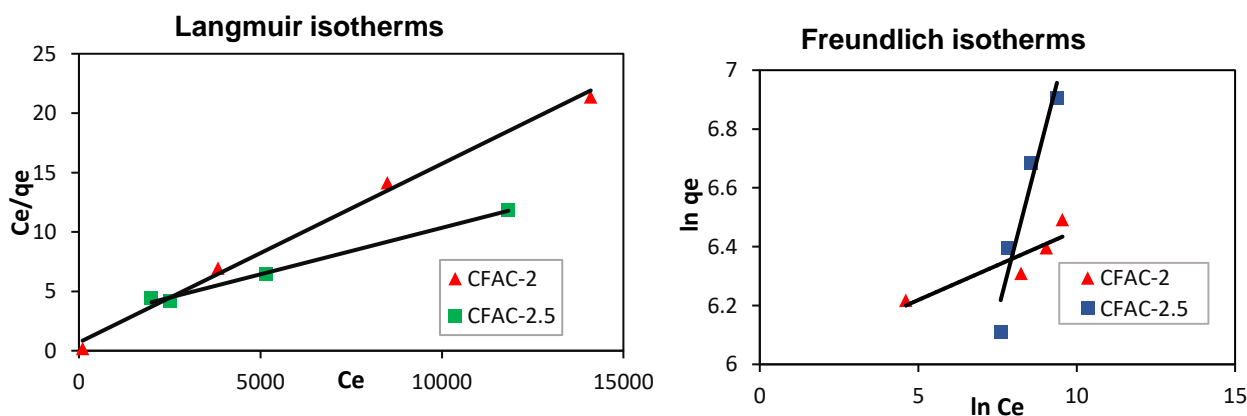 Langmuir isotherms
25
20
15
10
5
0
Ce/qe
0
5000
10000
15000
Ce
CFAC-2
CFAC-2.5
Freundlich isotherms
7
6.8
6.6
6.4
6.2
6
ln qe
0
5
10
15
ln Ce
CFAC-2
CFAC-2.5